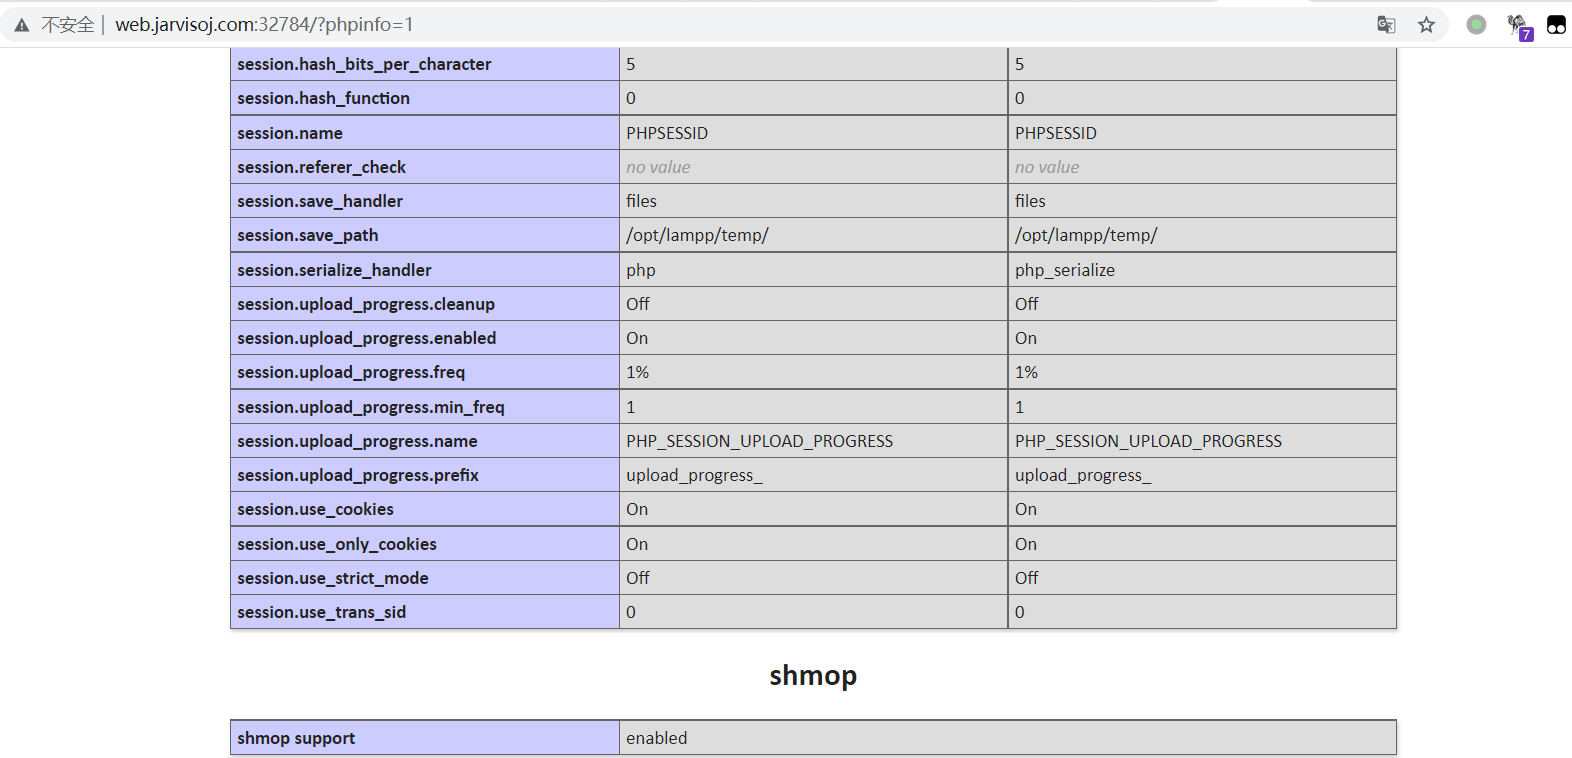 不安全 | web.jarvisoj.com:32784/?phpinfo=1
7
session.hash_bits_per_character 5 5
session.hash_function 0 0
session.name PHPSESSID PHPSESSID
session.referer_check no value no value
session.save_handler files files
session.save_path /opt/lampp/temp/ /opt/lampp/temp/
session.serialize_handler php php_serialize
session.upload_progress.cleanup Off Off
session.upload_progress.enabled On On
session.upload_progress.freq 1% 1%
session.upload_progress.min_freq 1 1
session.upload_progress.name PHP_SESSION_UPLOAD_PROGRESS PHP_SESSION_UPLOAD_PROGRESS
session.upload_progress.prefix upload_progress_ upload_progress_
session.use_cookies On On
session.use_only_cookies On On
session.use_strict_mode Off Off
session.use_trans_sid 0 0
shmop
shmop support enabled